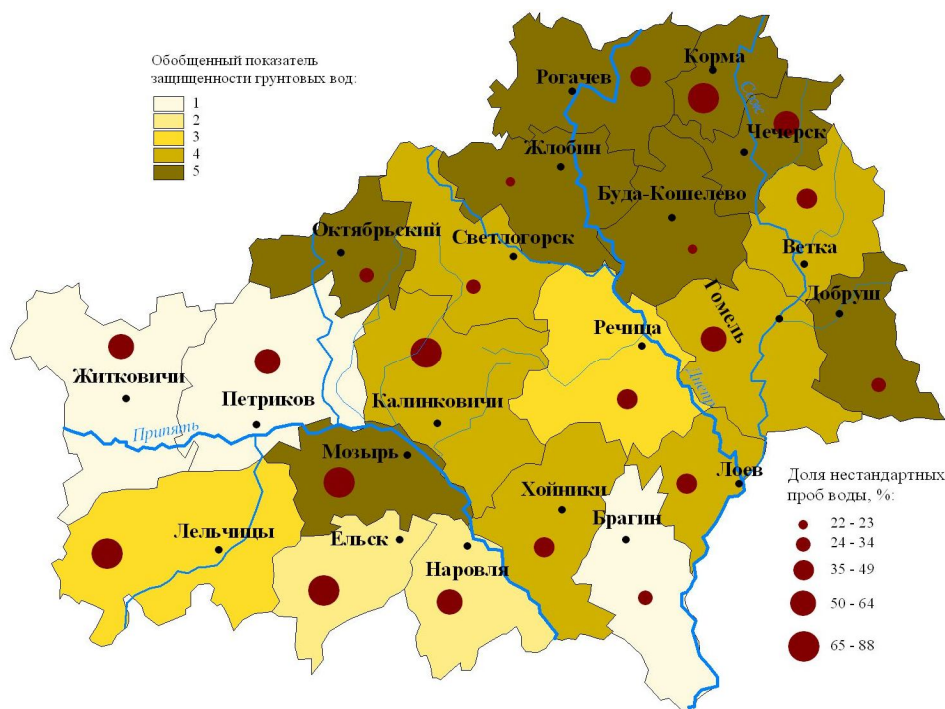 Обобщенный показатель
защищенности грунтовых вод:
1
2
3
4
5
Корма
Рогачев
Сож
Чечерск
Жлобин
Буда-Кошелево
Октябрьский
Светлогорск
Ветка
Добруш
Гомель
Речица
Житковичи
Петриков
Калинковичи
Днепр
Припять
Мозырь
Лоев
Хойники
Брагин
Лельчицы
Ельск
Наровля
Доля нестандартных
проб воды, %:
22 - 23
24 - 34
35 - 49
50 - 64
65 - 88